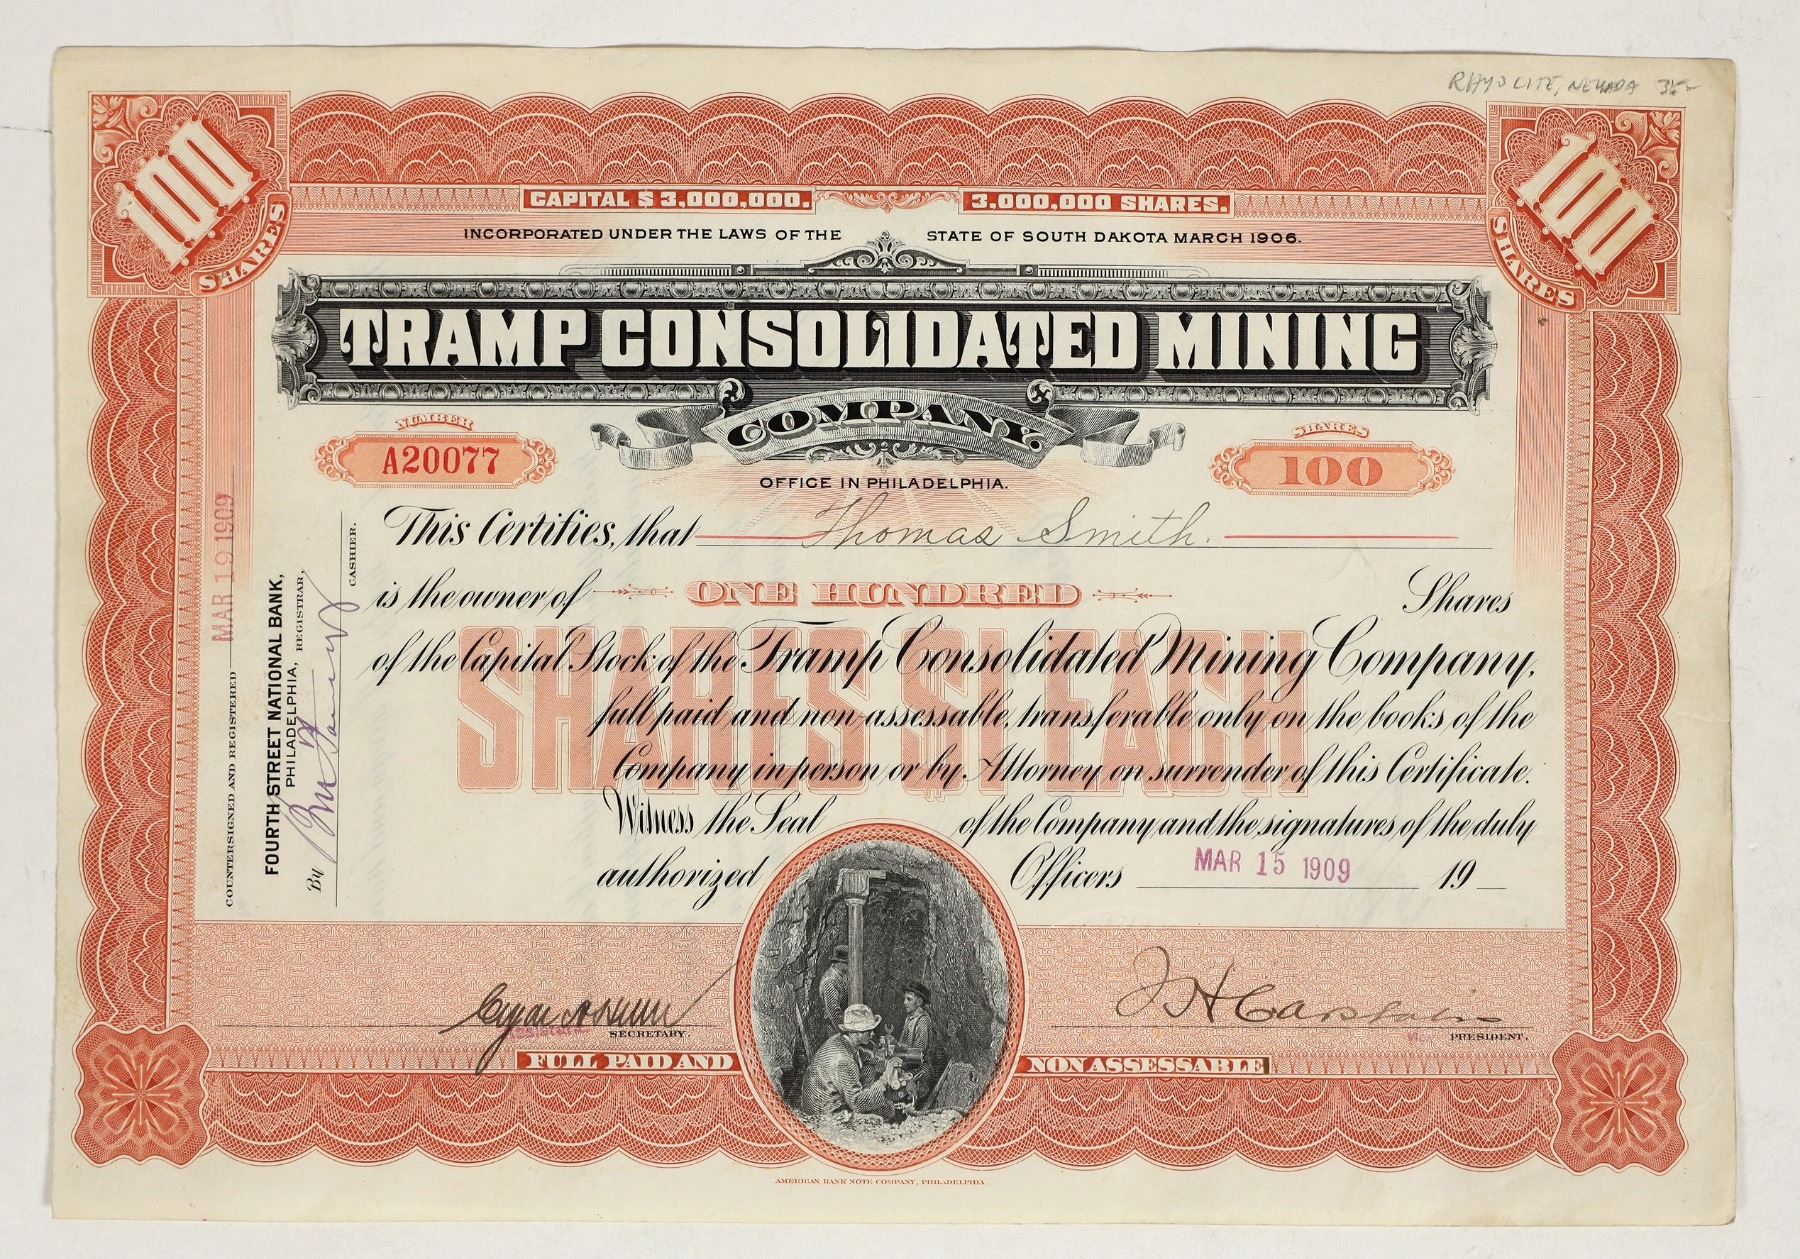 RHYOLITE, NEVADA 35-
100 SHARES
100 SHARES
CAPITAL $3,000,000. 3,000,000 SHARES.
INCORPORATED UNDER THE LAWS OF THE STATE OF SOUTH DAKOTA MARCH 1906.
TRAMP CONSOLIDATED MINING
COMPANY.
NUMBER
A20077
SHARES
100
OFFICE IN PHILADELPHIA.
This Certifies, that Thomas Smith.
is the owner of ONE HUNDRED Shares
of the Capital Stock of the Tramp Consolidated Mining Company,
SHARES $1 EACH
full paid and non-assessable, transferable only on the books of the
Company in person or by Attorney on surrender of this Certificate.
Witness the Seal of the Company and the signatures of the duly
authorized Officers MAR 15 1909 19
MAR 19 1909
COUNTERSIGNED AND REGISTERED
FOURTH STREET NATIONAL BANK,
PHILADELPHIA, REGISTRAR,
By
CASHIER.
SECRETARY.
PRESIDENT.
FULL PAID AND NON ASSESSABLE
AMERICAN BANK NOTE COMPANY, PHILADELPHIA.